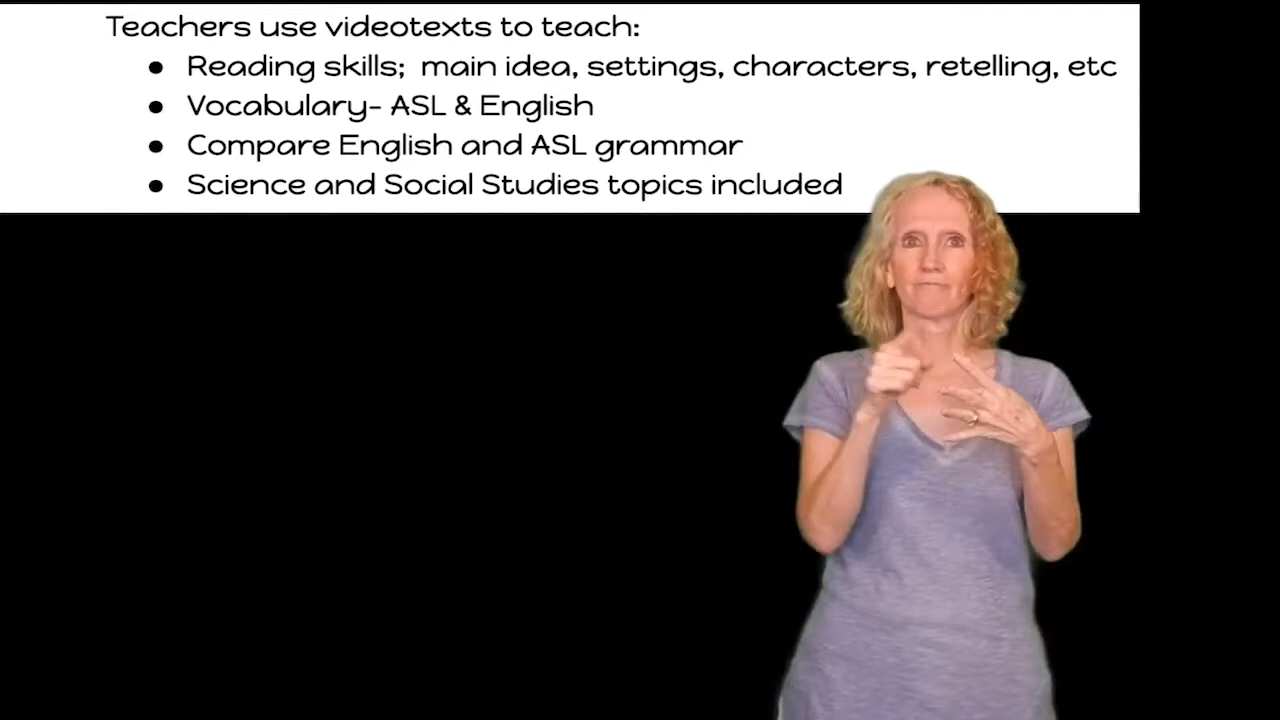 Teachers use videotexts to teach:
● Reading skills;  main idea, settings, characters, retelling, etc
● Vocabulary- ASL & English
● Compare English and ASL grammar
● Science and Social Studies topics included